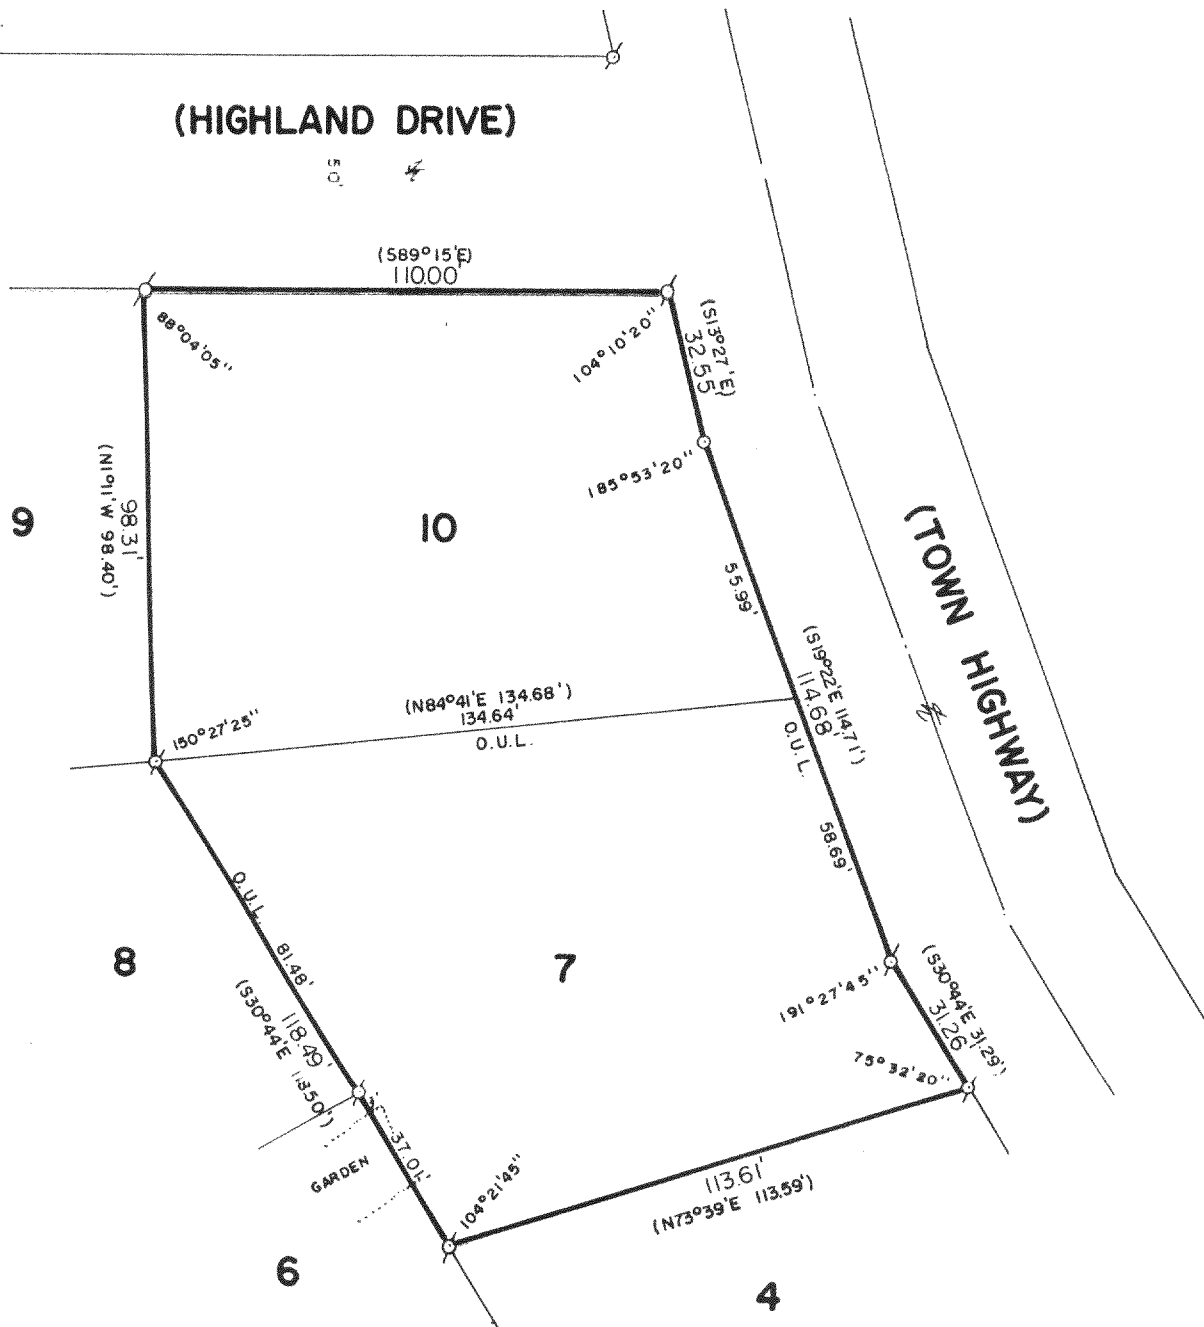 (HIGHLAND DRIVE)
50'
(S89°15'E)
110.00'
88°04'05"
104°10'20"
(S13°27'E)
32.55'
185°53'20"
(N1°11'W 98.40')
98.31'
9
10
55.99'
(TOWN HIGHWAY)
(S19°22'E 114.71')
114.68'
O.U.L.
(N84°41'E 134.68')
134.64'
O.U.L.
150°27'25"
58.69'
O.U.L.
81.48'
8
7
(S30°44'E 118.50')
118.49'
191°27'45"
(S30°44'E 31.29')
31.26'
75°32'20"
37.01'
GARDEN
104°21'45"
113.61'
(N73°39'E 113.59')
6
4